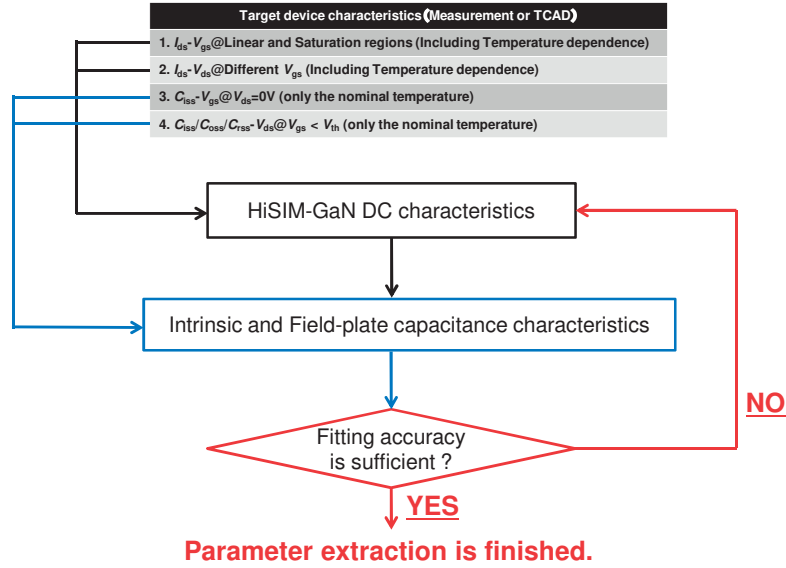 Target device characteristics (Measurement or TCAD)
1. Ids-Vgs@Linear and Saturation regions (Including Temperature dependence)
2. Ids-Vds@Different Vgs (Including Temperature dependence)
3. Ciss-Vgs@Vds=0V (only the nominal temperature)
4. Ciss/Coss/Crss-Vds@Vgs < Vth (only the nominal temperature)
HiSIM-GaN DC characteristics
Intrinsic and Field-plate capacitance characteristics
NO
Fitting accuracy
is sufficient ?
YES
Parameter extraction is finished.